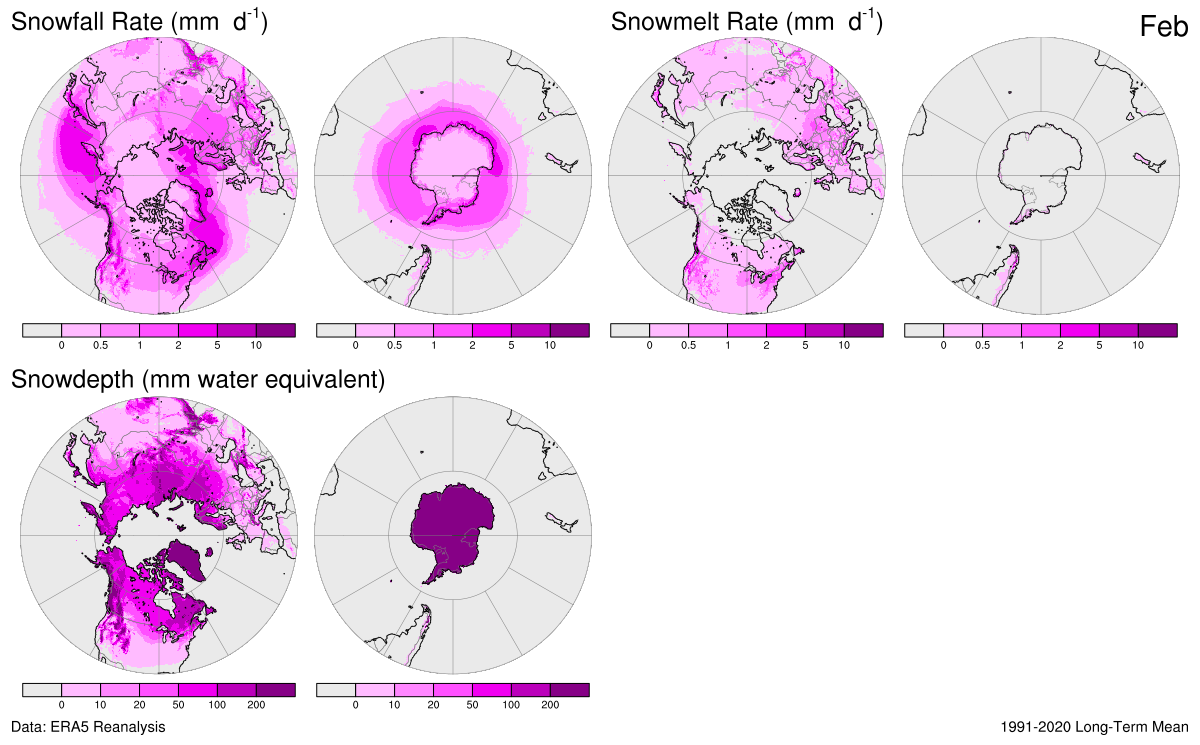 Snowfall Rate (mm d-1)
Snowmelt Rate (mm d-1)
Feb
0 0.5 1 2 5 10
0 0.5 1 2 5 10
0 0.5 1 2 5 10
0 0.5 1 2 5 10
Snowdepth (mm water equivalent)
0 10 20 50 100 200
0 10 20 50 100 200
Data: ERA5 Reanalysis
1991-2020 Long-Term Mean